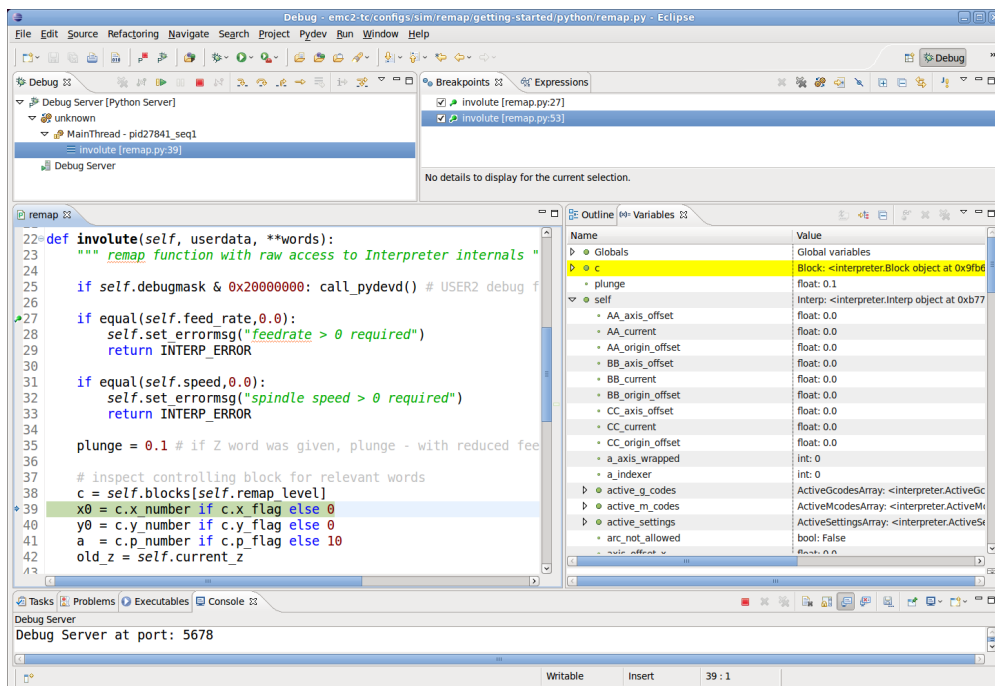 Debug - emc2-tc/configs/sim/remap/getting-started/python/remap.py - Eclipse
File Edit Source Refactoring Navigate Search Project Pydev Run Window Help
Debug
Debug
Debug Server [Python Server]
unknown
MainThread - pid27841_seq1
involute [remap.py:39]
Debug Server
Breakpoints Expressions
involute [remap.py:27]
involute [remap.py:53]
No details to display for the current selection.
remap
22 def involute(self, userdata, **words):
23 """ remap function with raw access to Interpreter internals "
24
25 if self.debugmask & 0x20000000: call_pydevd() # USER2 debug f
26
27 if equal(self.feed_rate,0.0):
28 self.set_errormsg("feedrate > 0 required")
29 return INTERP_ERROR
30
31 if equal(self.speed,0.0):
32 self.set_errormsg("spindle speed > 0 required")
33 return INTERP_ERROR
34
35 plunge = 0.1 # if Z word was given, plunge - with reduced fee
36
37 # inspect controlling block for relevant words
38 c = self.blocks[self.remap_level]
39 x0 = c.x_number if c.x_flag else 0
40 y0 = c.y_number if c.y_flag else 0
41 a = c.p_number if c.p_flag else 10
42 old_z = self.current_z
43
Outline Variables
Name Value
Globals Global variables
c Block: <interpreter.Block object at 0x9fb6
plunge float: 0.1
self Interp: <interpreter.Interp object at 0xb77
AA_axis_offset float: 0.0
AA_current float: 0.0
AA_origin_offset float: 0.0
BB_axis_offset float: 0.0
BB_current float: 0.0
BB_origin_offset float: 0.0
CC_axis_offset float: 0.0
CC_current float: 0.0
CC_origin_offset float: 0.0
a_axis_wrapped int: 0
a_indexer int: 0
active_g_codes ActiveGcodesArray: <interpreter.ActiveGc
active_m_codes ActiveMcodesArray: <interpreter.ActiveMc
active_settings ActiveSettingsArray: <interpreter.ActiveSe
arc_not_allowed bool: False
axis_offset_x float: 0.0
Tasks Problems Executables Console
Debug Server
Debug Server at port: 5678
Writable Insert 39 : 1